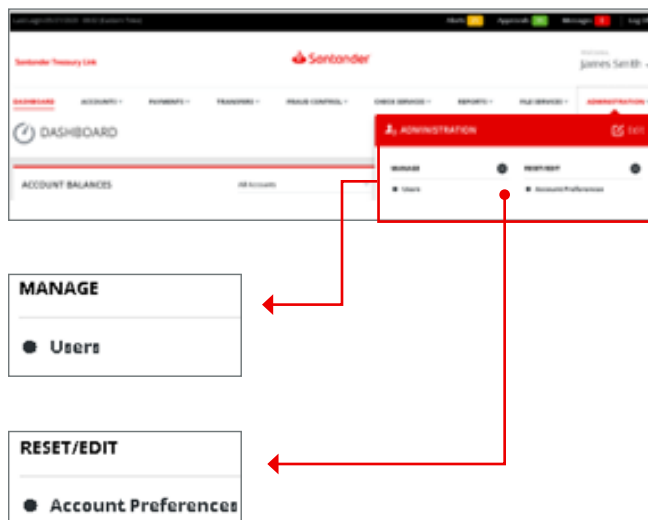 Alerts Approvals Messages Log Off
Santander Treasury Link
Santander
James Smith
DASHBOARD ACCOUNTS PAYMENTS TRANSFERS FRAUD CONTROL CHECK SERVICES REPORTS FILE SERVICES ADMINISTRATION
DASHBOARD
ADMINISTRATION Edit
MANAGE RESET/EDIT
Users Account Preferences
ACCOUNT BALANCES All Accounts
MANAGE
Users
RESET/EDIT
Account Preferences